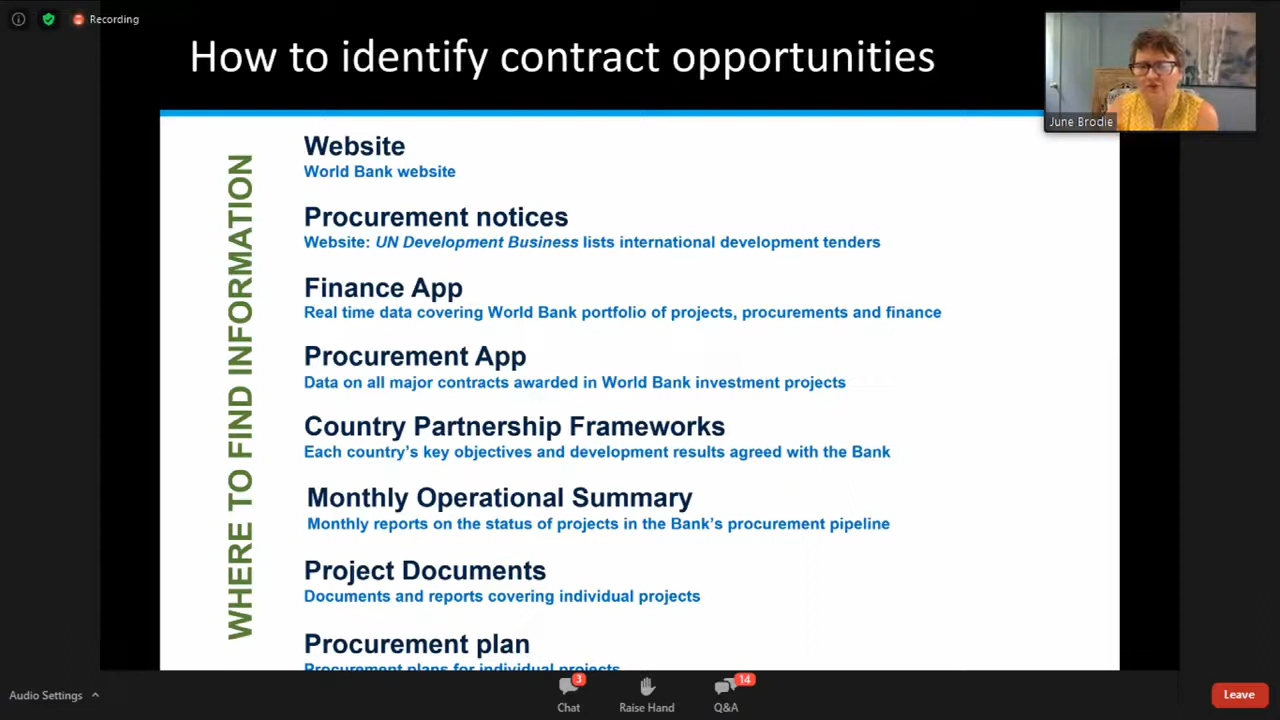 Recording
How to identify contract opportunities
June Brodie
WHERE TO FIND INFORMATION
Website
World Bank website
Procurement notices
Website: UN Development Business lists international development tenders
Finance App
Real time data covering World Bank portfolio of projects, procurements and finance
Procurement App
Data on all major contracts awarded in World Bank investment projects
Country Partnership Frameworks
Each country's key objectives and development results agreed with the Bank
Monthly Operational Summary
Monthly reports on the status of projects in the Bank's procurement pipeline
Project Documents
Documents and reports covering individual projects
Procurement plan
Procurement plans for individual projects
Audio Settings
3
Chat
Raise Hand
14
Q&A
Leave